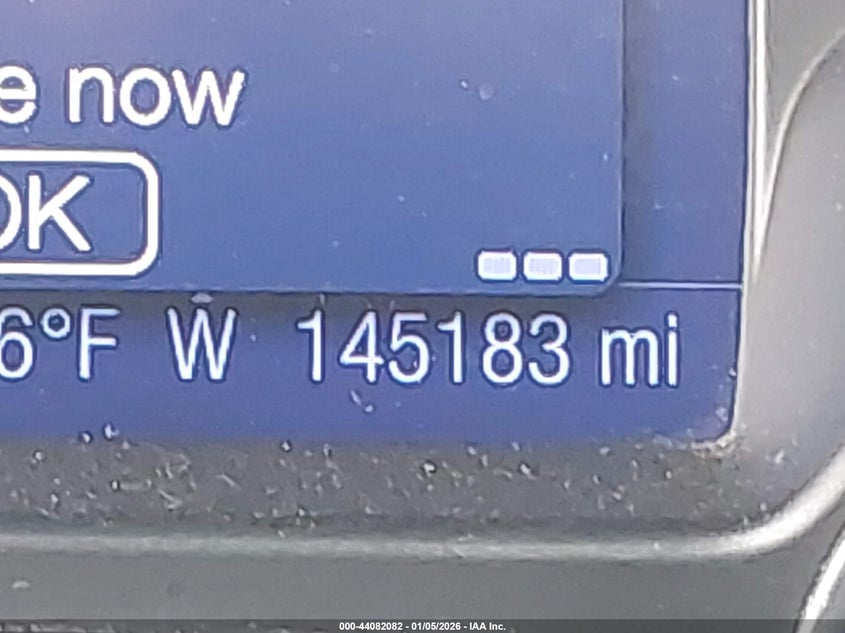 e now
OK
6°F W 145183 mi
000-44082082 - 01/05/2026 - IAA Inc.